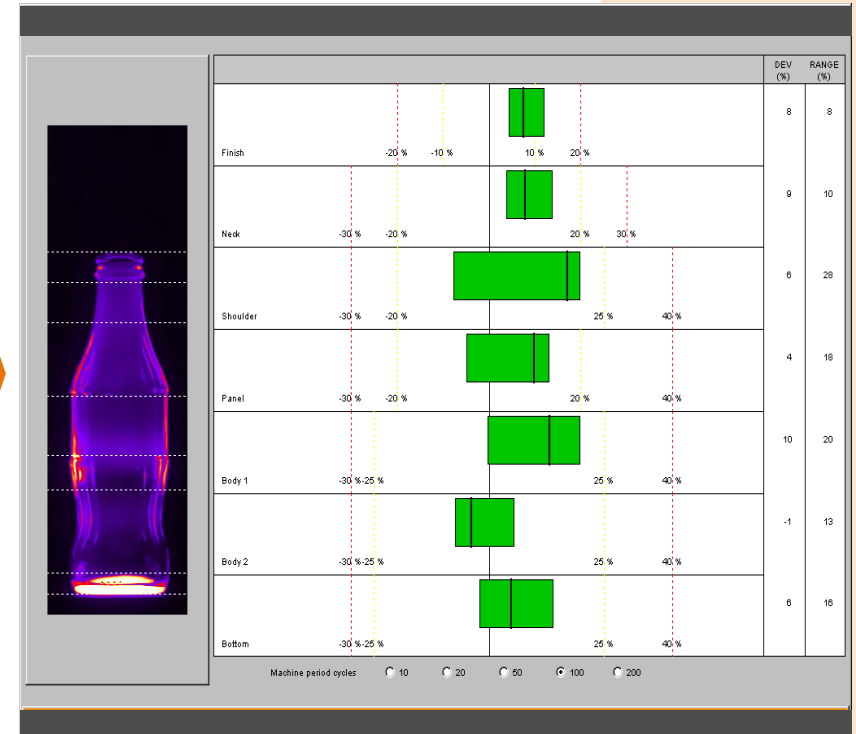 DEV RANGE
(%) (%)
8 8
Finish -20 % -10 % 10 % 20 %
9 10
Neck -30 % -20 % 20 % 30 %
6 28
Shoulder -30 % -20 % 25 % 40 %
4 18
Panel -30 % -20 % 20 % 40 %
10 20
Body 1 -30 % -25 % 25 % 40 %
-1 13
Body 2 -30 % -25 % 25 % 40 %
6 16
Bottom -30 % -25 % 25 % 40 %
Machine period cycles 10 20 50 100 200